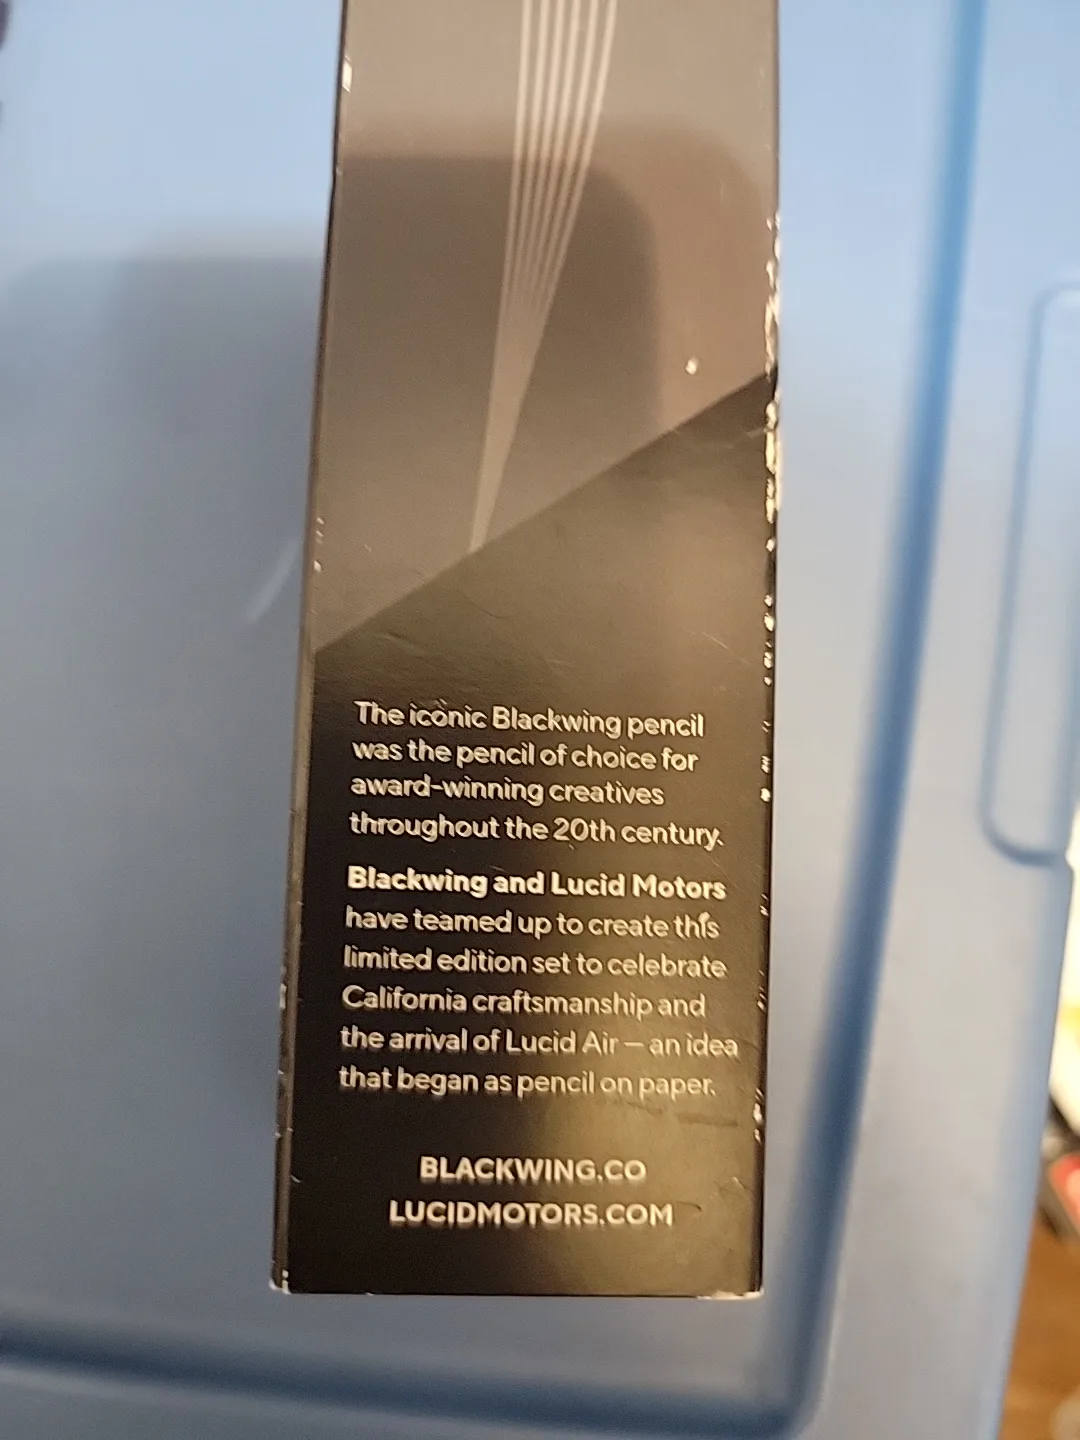 The iconic Blackwing pencil
was the pencil of choice for
award-winning creatives
throughout the 20th century.
Blackwing and Lucid Motors
have teamed up to create this
limited edition set to celebrate
California craftsmanship and
the arrival of Lucid Air — an idea
that began as pencil on paper.
BLACKWING.CO
LUCIDMOTORS.COM